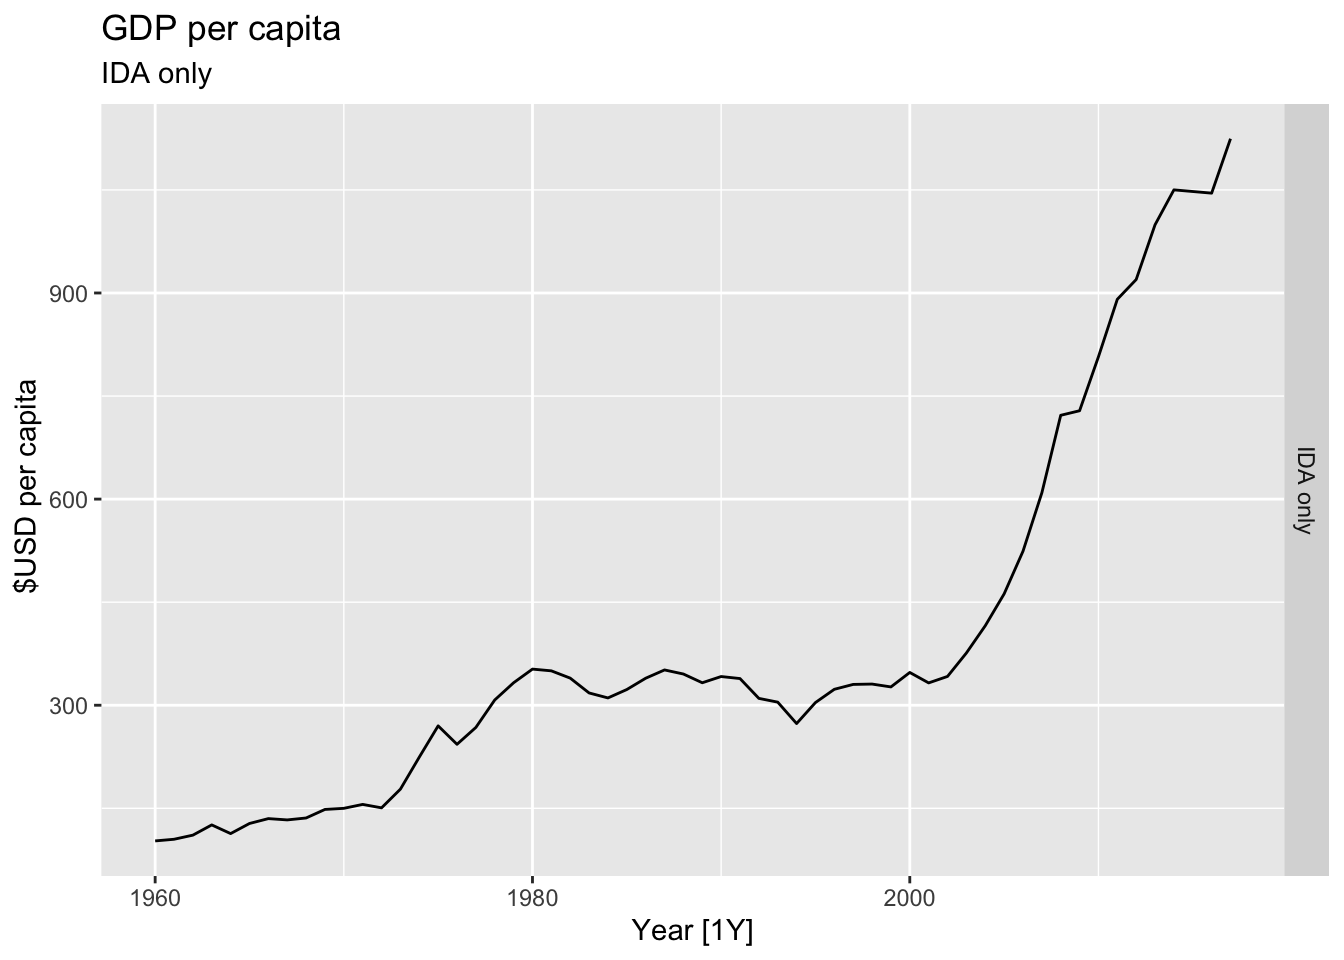 GDP per capita
IDA only
$USD per capita
900
600
300
IDA only
1960
1980
2000
Year [1Y]